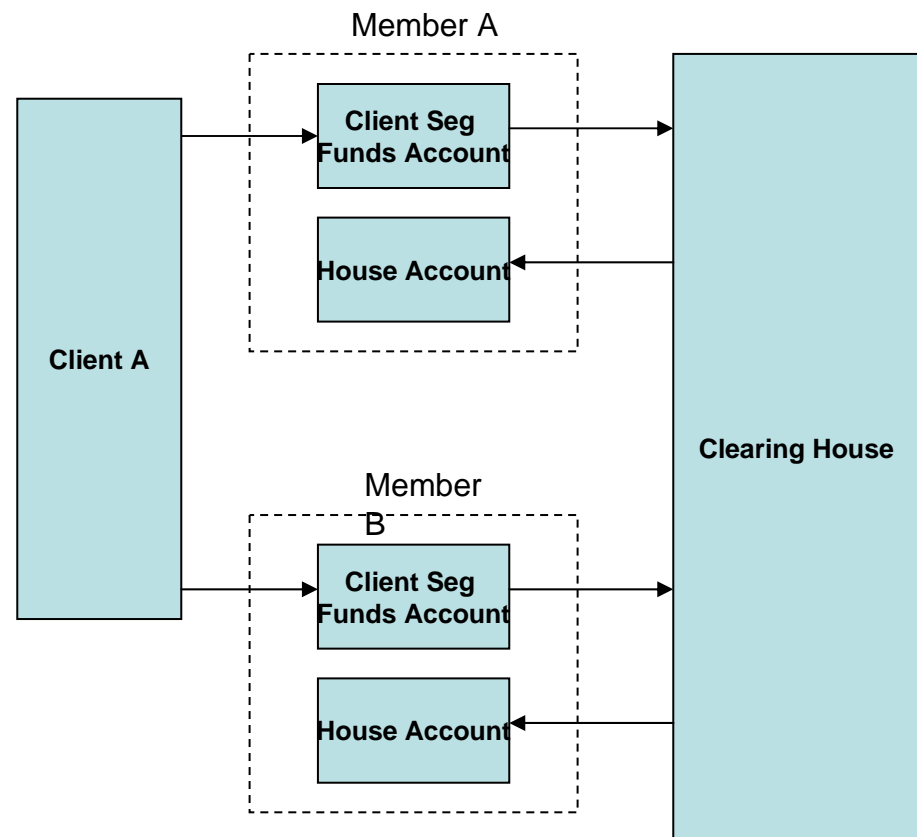 Member A
Client Seg
Funds Account
House Account
Client A
Clearing House
Member
B
Client Seg
Funds Account
House Account